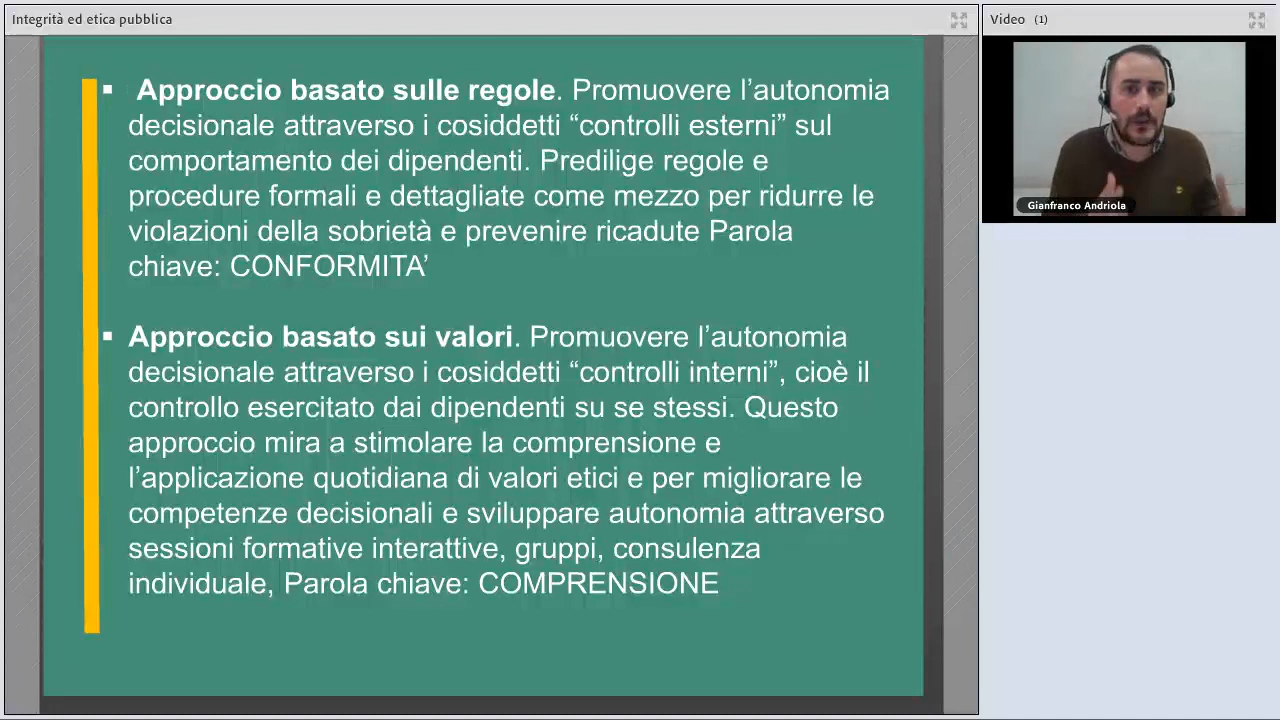 Integrità ed etica pubblica
Video (1)
▪ Approccio basato sulle regole. Promuovere l’autonomia
decisionale attraverso i cosiddetti “controlli esterni” sul
comportamento dei dipendenti. Predilige regole e
procedure formali e dettagliate come mezzo per ridurre le
violazioni della sobrietà e prevenire ricadute Parola
chiave: CONFORMITA’
▪ Approccio basato sui valori. Promuovere l’autonomia
decisionale attraverso i cosiddetti “controlli interni”, cioè il
controllo esercitato dai dipendenti su se stessi. Questo
approccio mira a stimolare la comprensione e
l’applicazione quotidiana di valori etici e per migliorare le
competenze decisionali e sviluppare autonomia attraverso
sessioni formative interattive, gruppi, consulenza
individuale, Parola chiave: COMPRENSIONE
Gianfranco Andriola